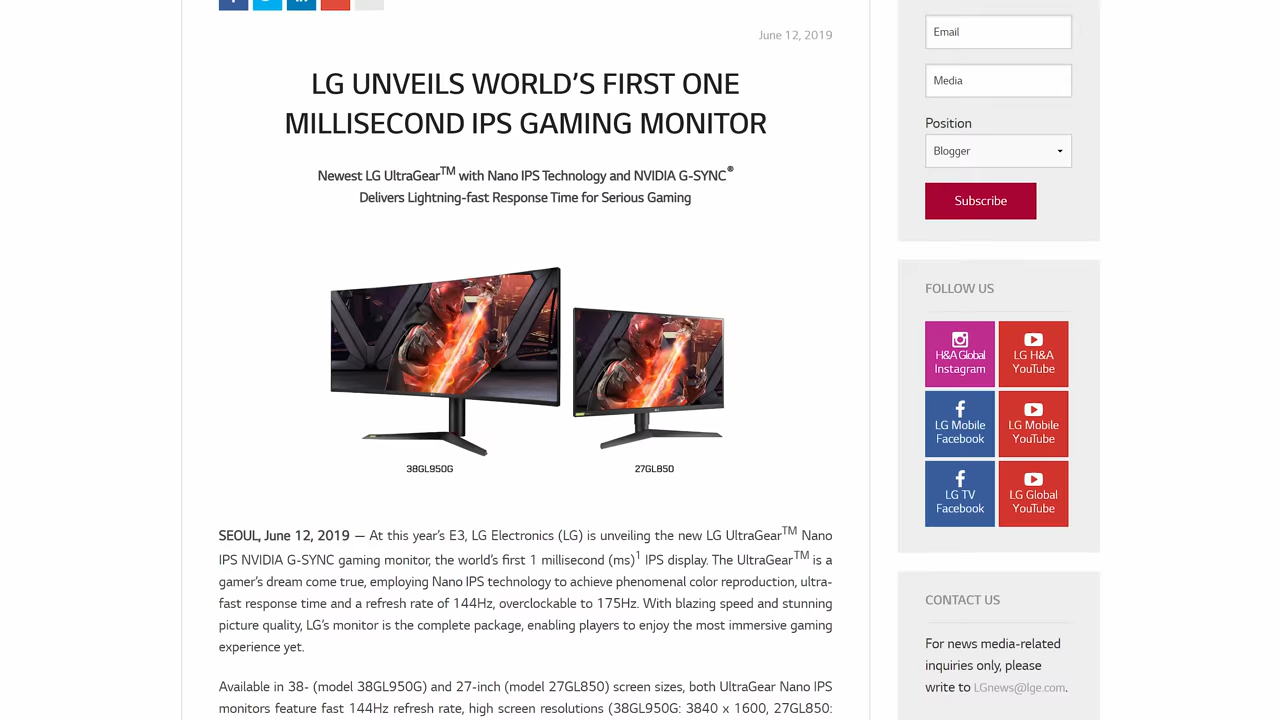 June 12, 2019
LG UNVEILS WORLD’S FIRST ONE
MILLISECOND IPS GAMING MONITOR
Newest LG UltraGear™ with Nano IPS Technology and NVIDIA G-SYNC®
Delivers Lightning-fast Response Time for Serious Gaming
38GL950G
27GL850
SEOUL, June 12, 2019 — At this year’s E3, LG Electronics (LG) is unveiling the new LG UltraGear™ Nano
IPS NVIDIA G-SYNC gaming monitor, the world’s first 1 millisecond (ms)¹ IPS display. The UltraGear™ is a
gamer’s dream come true, employing Nano IPS technology to achieve phenomenal color reproduction, ultra-
fast response time and a refresh rate of 144Hz, overclockable to 175Hz. With blazing speed and stunning
picture quality, LG’s monitor is the complete package, enabling players to enjoy the most immersive gaming
experience yet.
Available in 38- (model 38GL950G) and 27-inch (model 27GL850) screen sizes, both UltraGear Nano IPS
monitors feature fast 144Hz refresh rate, high screen resolutions (38GL950G: 3840 x 1600, 27GL850:
Email
Media
Position
Blogger
Subscribe
FOLLOW US
H&A Global
Instagram
LG H&A
YouTube
LG Mobile
Facebook
LG Mobile
YouTube
LG TV
Facebook
LG Global
YouTube
CONTACT US
For news media-related
inquiries only, please
write to LGnews@lge.com.